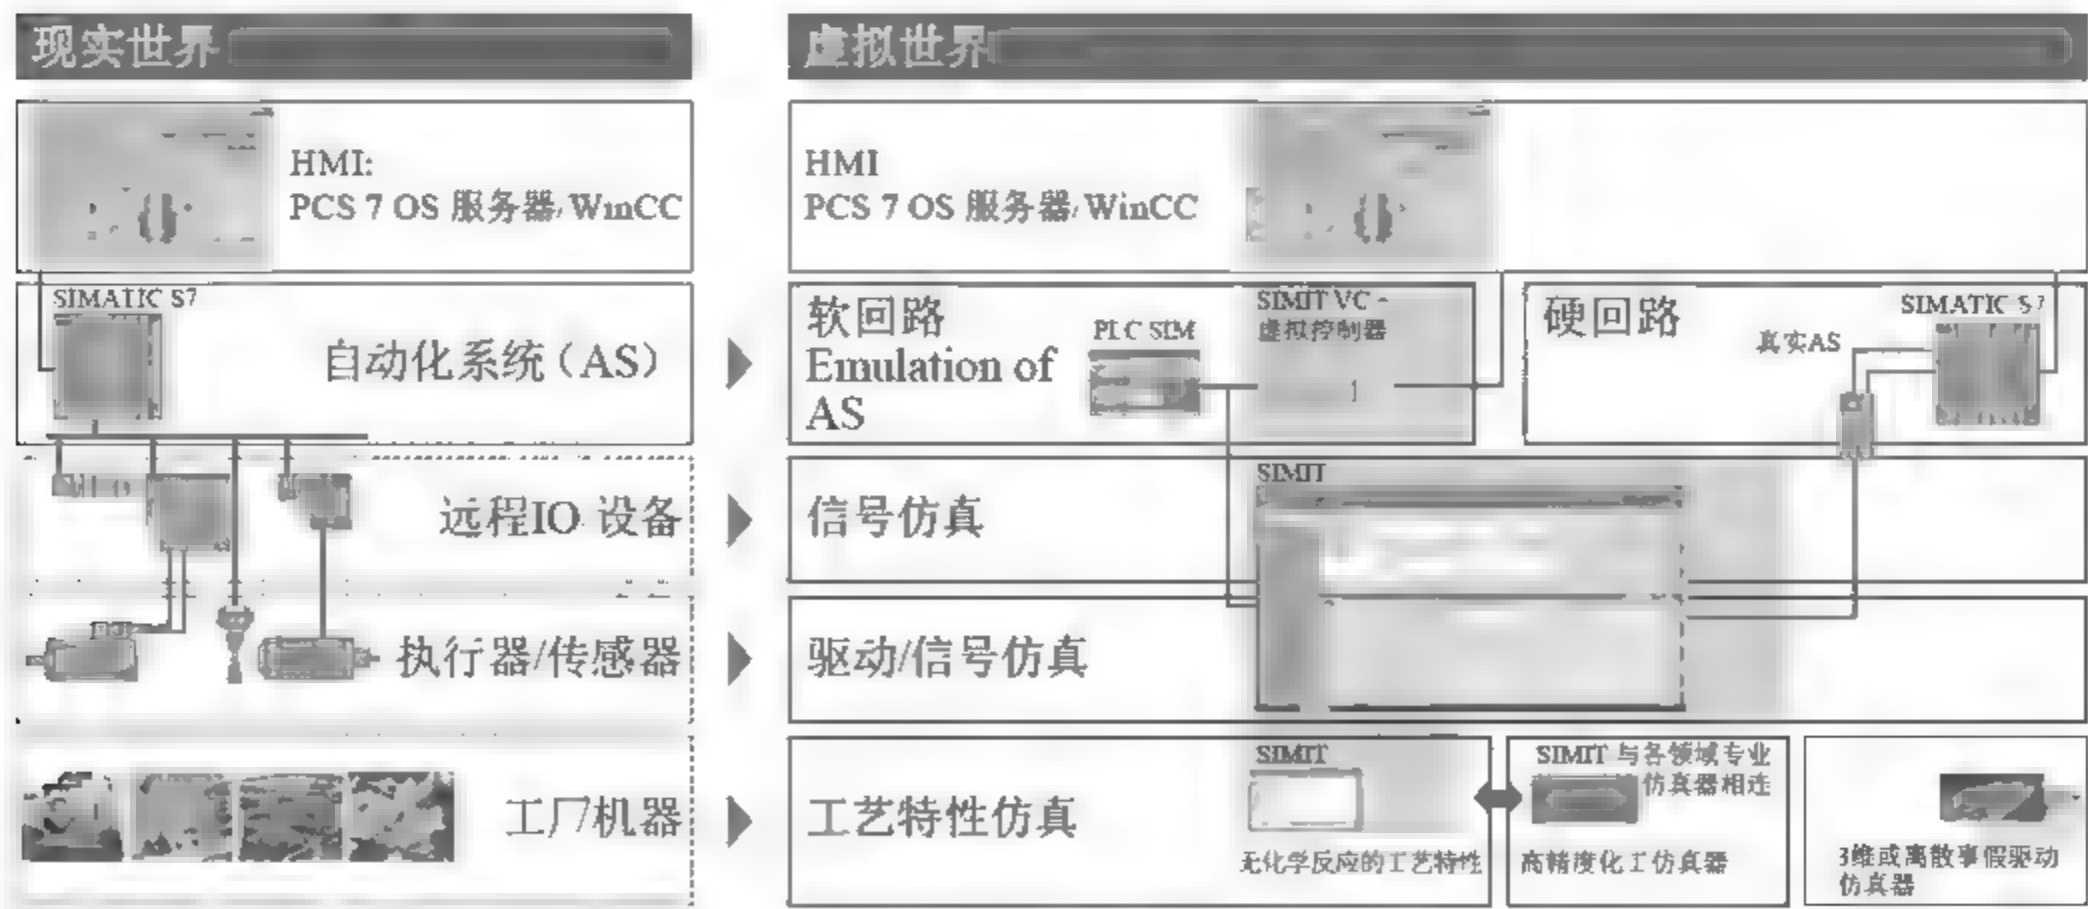 现实世界
虚拟世界
HMI:
PCS 7 OS 服务器/WinCC
HMI
PCS 7 OS 服务器/WinCC
SIMATIC S7
自动化系统（AS）
软回路
Emulation of
AS
PLC SIM
SIMIT VC -
虚拟控制器
硬回路
真实AS
SIMATIC S7
远程IO 设备
信号仿真
SIMIT
执行器/传感器
驱动/信号仿真
工厂机器
工艺特性仿真
SIMIT
无化学反应的工艺特性
SIMIT 与各领域专业
仿真器相连
高精度化工仿真器
3维或离散事假驱动
仿真器